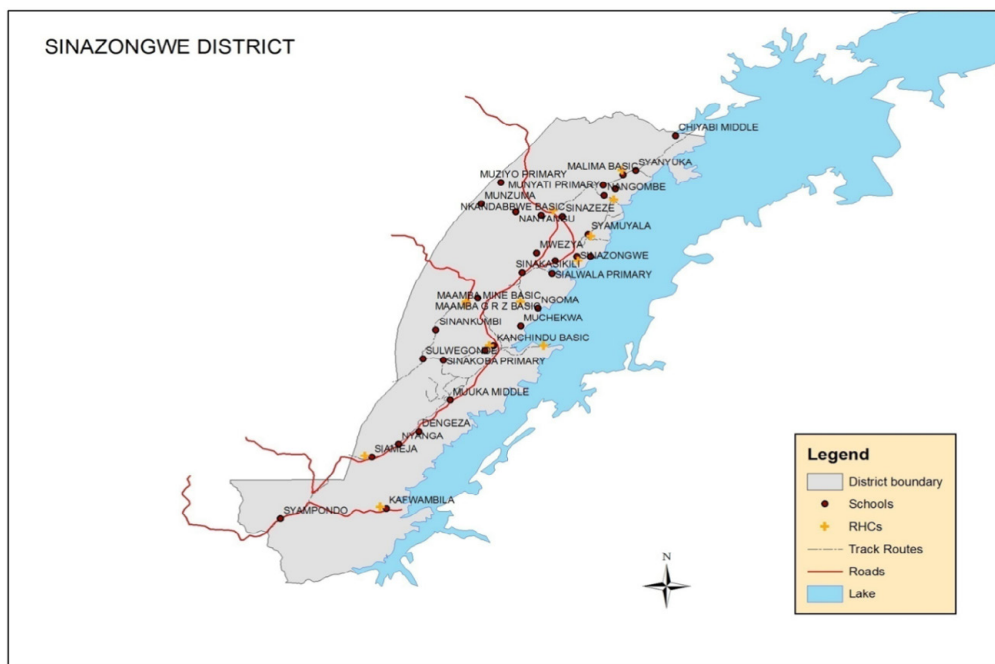 SINAZONGWE DISTRICT
CHIYABI MIDDLE
MALIMA BASIC
SYANYUKA
MUZIYO PRIMARY
MUNYATI PRIMARY
NANGOMBE
MUNZUMA
NKANDABBWE BASIC
SINAZEZE
NANYANGU
SYAMUYALA
MWEZYA
SINAZONGWE
SINAKASIKILI
SIALWALA PRIMARY
MAAMBA MINE BASIC
NGOMA
MAAMBA G R Z BASIC
MUCHEKWA
SINANKUMBI
KANCHINDU BASIC
SULWEGONDE
SINAKOBA PRIMARY
MUUKA MIDDLE
DENGEZA
NYANGA
SIAMEJA
KAFWAMBILA
SYAMPONDO
N
Legend
District boundary
Schools
RHCs
Track Routes
Roads
Lake